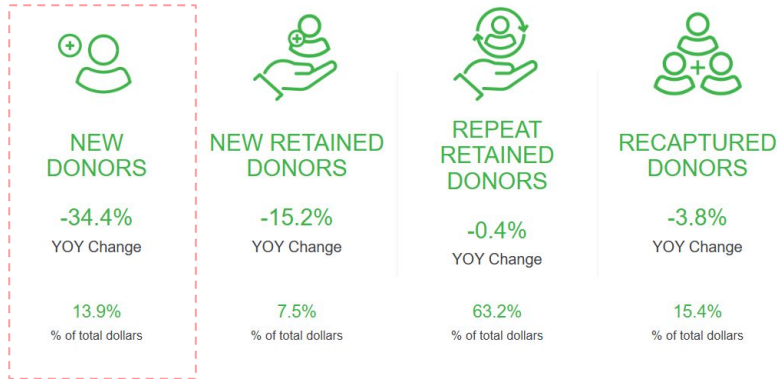 NEW
DONORS
-34.4%
YOY Change
13.9%
% of total dollars
NEW RETAINED
DONORS
-15.2%
YOY Change
7.5%
% of total dollars
REPEAT
RETAINED
DONORS
-0.4%
YOY Change
63.2%
% of total dollars
RECAPTURED
DONORS
-3.8%
YOY Change
15.4%
% of total dollars